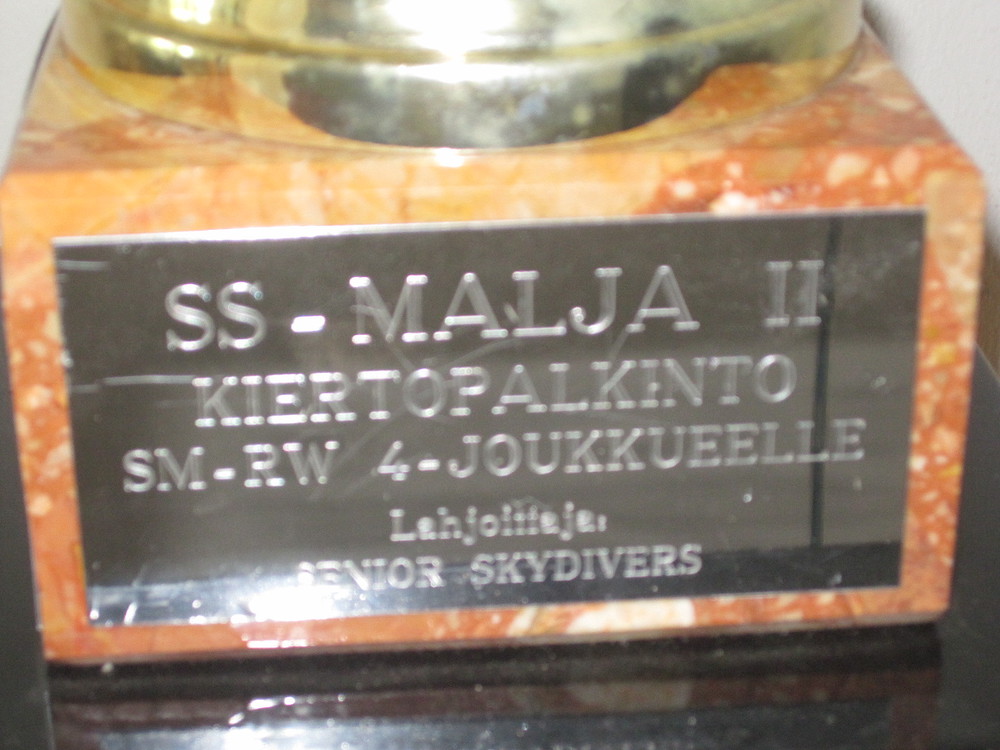 SS - MALJA II
KIERTOPALKINTO
SM-RW 4-JOUKKUEELLE
Lahjoittaja:
SENIOR SKYDIVERS